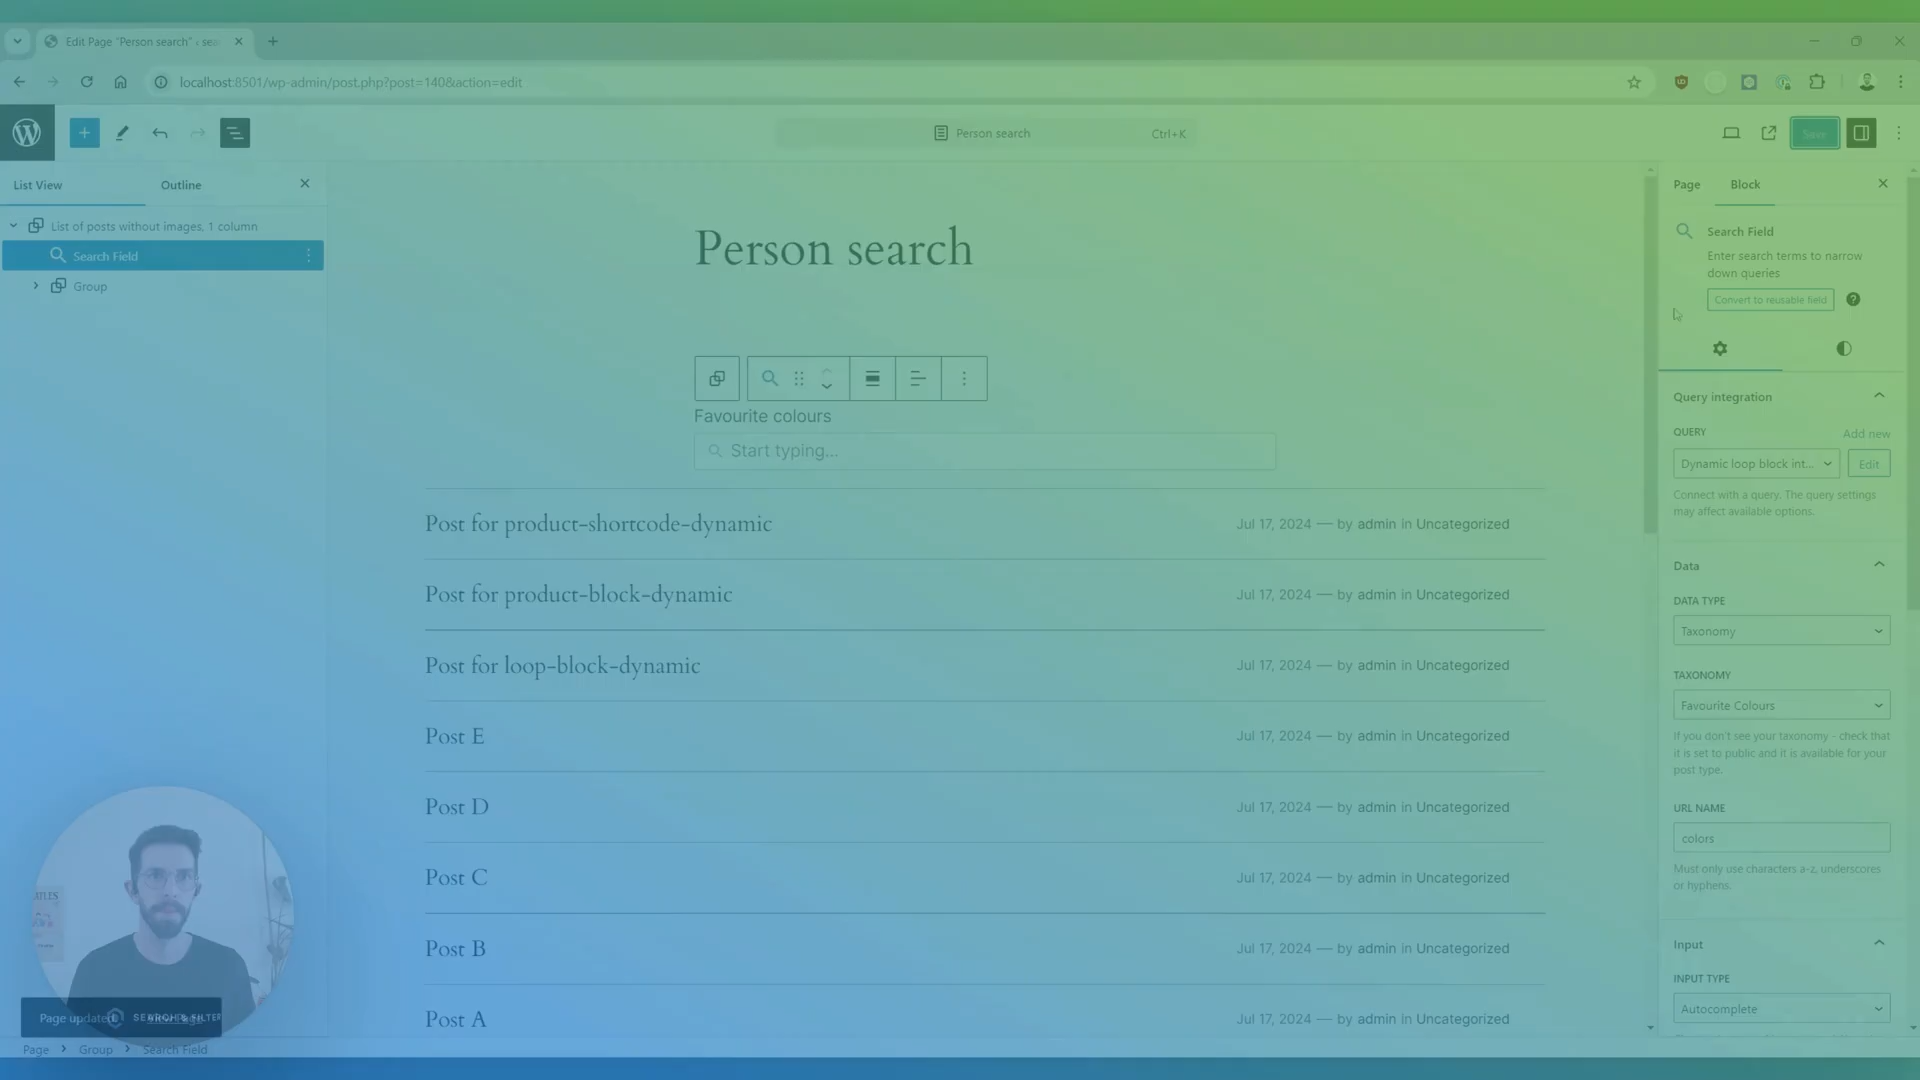 Edit Page "Person search" ‹ sea
localhost:8501/wp-admin/post.php?post=140&action=edit
Person search
Ctrl+K
Save
List View
Outline
List of posts without images, 1 column
Search Field
Group
Person search
Favourite colours
Start typing...
Post for product-shortcode-dynamic
Jul 17, 2024 — by admin in Uncategorized
Post for product-block-dynamic
Jul 17, 2024 — by admin in Uncategorized
Post for loop-block-dynamic
Jul 17, 2024 — by admin in Uncategorized
Post E
Jul 17, 2024 — by admin in Uncategorized
Post D
Jul 17, 2024 — by admin in Uncategorized
Post C
Jul 17, 2024 — by admin in Uncategorized
Post B
Jul 17, 2024 — by admin in Uncategorized
Post A
Jul 17, 2024 — by admin in Uncategorized
Page
Block
Search Field
Enter search terms to narrow
down queries
Convert to reusable field
Query integration
QUERY
Add new
Dynamic loop block int...
Edit
Connect with a query. The query settings
may affect available options.
Data
DATA TYPE
Taxonomy
TAXONOMY
Favourite Colours
If you don't see your taxonomy - check that
it is set to public and it is available for your
post type.
URL NAME
colors
Must only use characters a-z, underscores
or hyphens.
Input
INPUT TYPE
Autocomplete
Page updated.
SEARCH & FILTER
View Page
Page
Group
Search Field